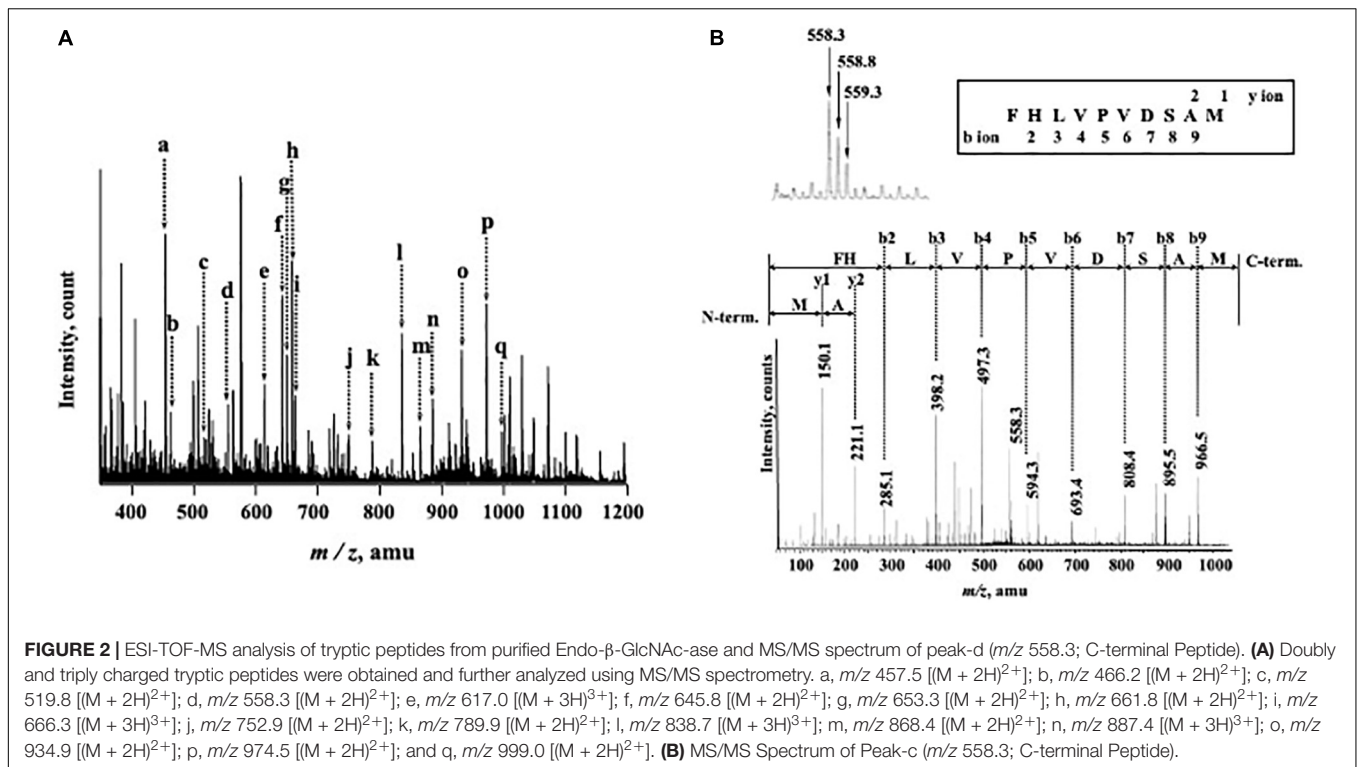 A
a
h
g
f
p
l
c
d
e
i
o
b
n
m
q
j
k
Intensity, count
400 500 600 700 800 900 1000 1100 1200
m / z, amu
B
558.3
558.8
559.3
2 1 y ion
F H L V P V D S A M
b ion 2 3 4 5 6 7 8 9
b2 b3 b4 b5 b6 b7 b8 b9
FH L V P V D S A M C-term.
y1 y2
N-term. M A
150.1
221.1
285.1
398.2
497.3
558.3
594.3
693.4
808.4
895.5
966.5
Intensity, counts
100 200 300 400 500 600 700 800 900 1000
m/z, amu
FIGURE 2 | ESI-TOF-MS analysis of tryptic peptides from purified Endo-β-GlcNAc-ase and MS/MS spectrum of peak-d (m/z 558.3; C-terminal Peptide). (A) Doubly
and triply charged tryptic peptides were obtained and further analyzed using MS/MS spectrometry. a, m/z 457.5 [(M + 2H)²⁺]; b, m/z 466.2 [(M + 2H)²⁺]; c, m/z
519.8 [(M + 2H)²⁺]; d, m/z 558.3 [(M + 2H)²⁺]; e, m/z 617.0 [(M + 3H)³⁺]; f, m/z 645.8 [(M + 2H)²⁺]; g, m/z 653.3 [(M + 2H)²⁺]; h, m/z 661.8 [(M + 2H)²⁺]; i, m/z
666.3 [(M + 3H)³⁺]; j, m/z 752.9 [(M + 2H)²⁺]; k, m/z 789.9 [(M + 2H)²⁺]; l, m/z 838.7 [(M + 3H)³⁺]; m, m/z 868.4 [(M + 2H)²⁺]; n, m/z 887.4 [(M + 3H)³⁺]; o, m/z
934.9 [(M + 2H)²⁺]; p, m/z 974.5 [(M + 2H)²⁺]; and q, m/z 999.0 [(M + 2H)²⁺]. (B) MS/MS Spectrum of Peak-c (m/z 558.3; C-terminal Peptide).